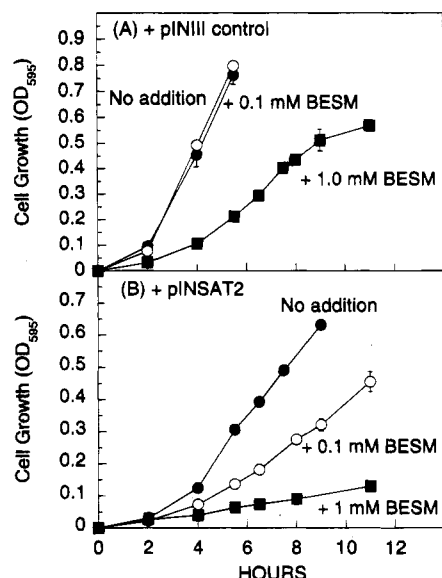 (A) + pINIII control
0.9
0.8
0.7
0.6
0.5
0.4
0.3
0.2
0.1
0
Cell Growth (OD595)
No addition
+ 0.1 mM BESM
+ 1.0 mM BESM
(B) + pINSAT2
0.7
0.6
0.5
0.4
0.3
0.2
0.1
0
Cell Growth (OD595)
No addition
+ 0.1 mM BESM
+ 1 mM BESM
0 2 4 6 8 10 12
HOURS